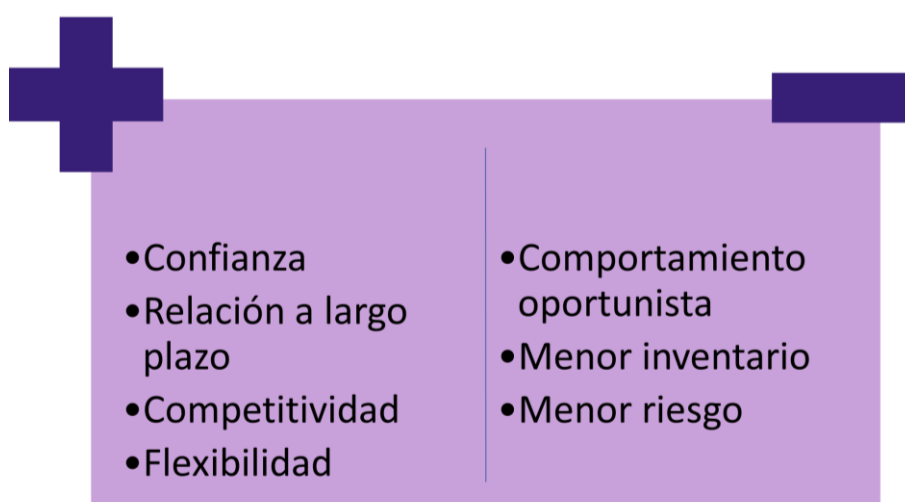 •Confianza
•Relación a largo
plazo
•Competitividad
•Flexibilidad
•Comportamiento
oportunista
•Menor inventario
•Menor riesgo